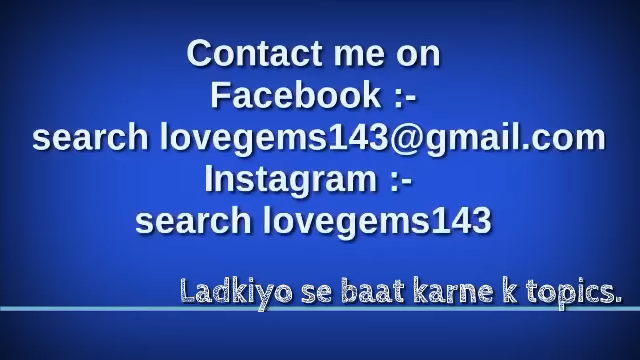 Contact me on
Facebook :-
search lovegems143@gmail.com
Instagram :-
search lovegems143
Ladkiyo se baat karne k topics.